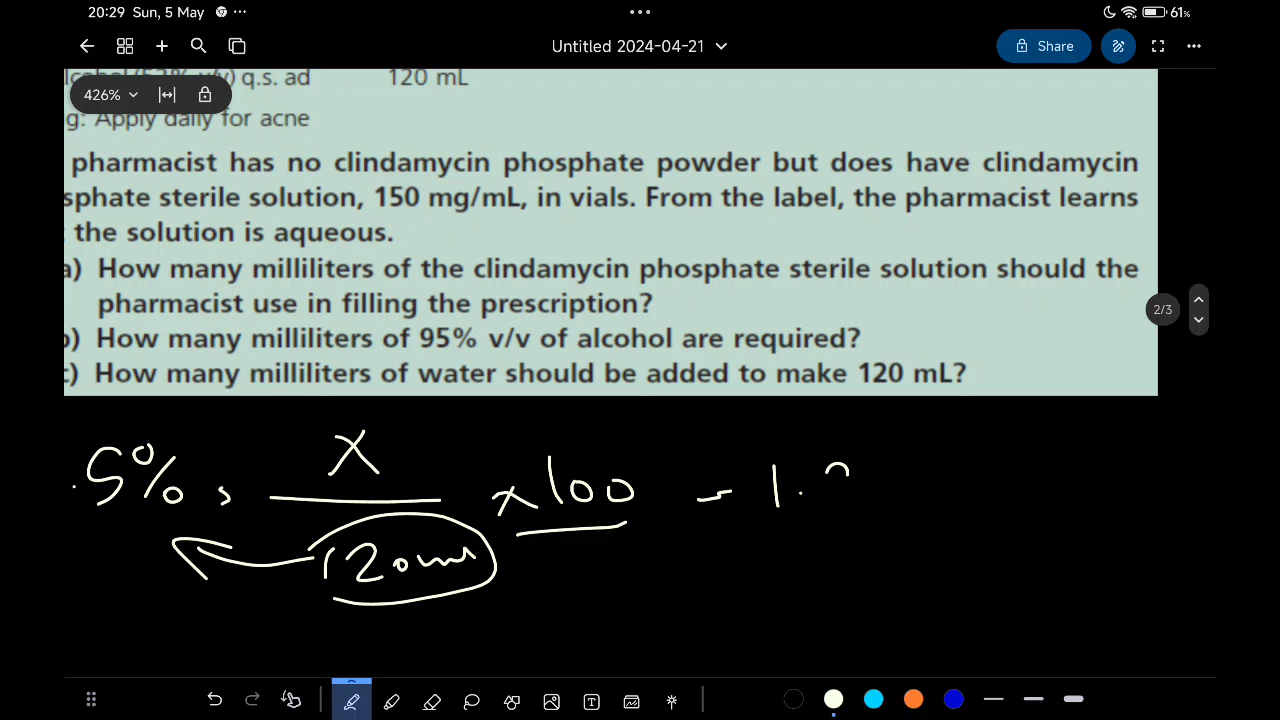 20:29 Sun, 5 May
61%
Untitled 2024-04-21
Share
lcohol (52% v/v) q.s. ad 120 mL
426%
g: Apply daily for acne
pharmacist has no clindamycin phosphate powder but does have clindamycin
sphate sterile solution, 150 mg/mL, in vials. From the label, the pharmacist learns
the solution is aqueous.
a) How many milliliters of the clindamycin phosphate sterile solution should the
pharmacist use in filling the prescription?
2/3
b) How many milliliters of 95% v/v of alcohol are required?
c) How many milliliters of water should be added to make 120 mL?
.5% = X x 100 = 1.
120 mL